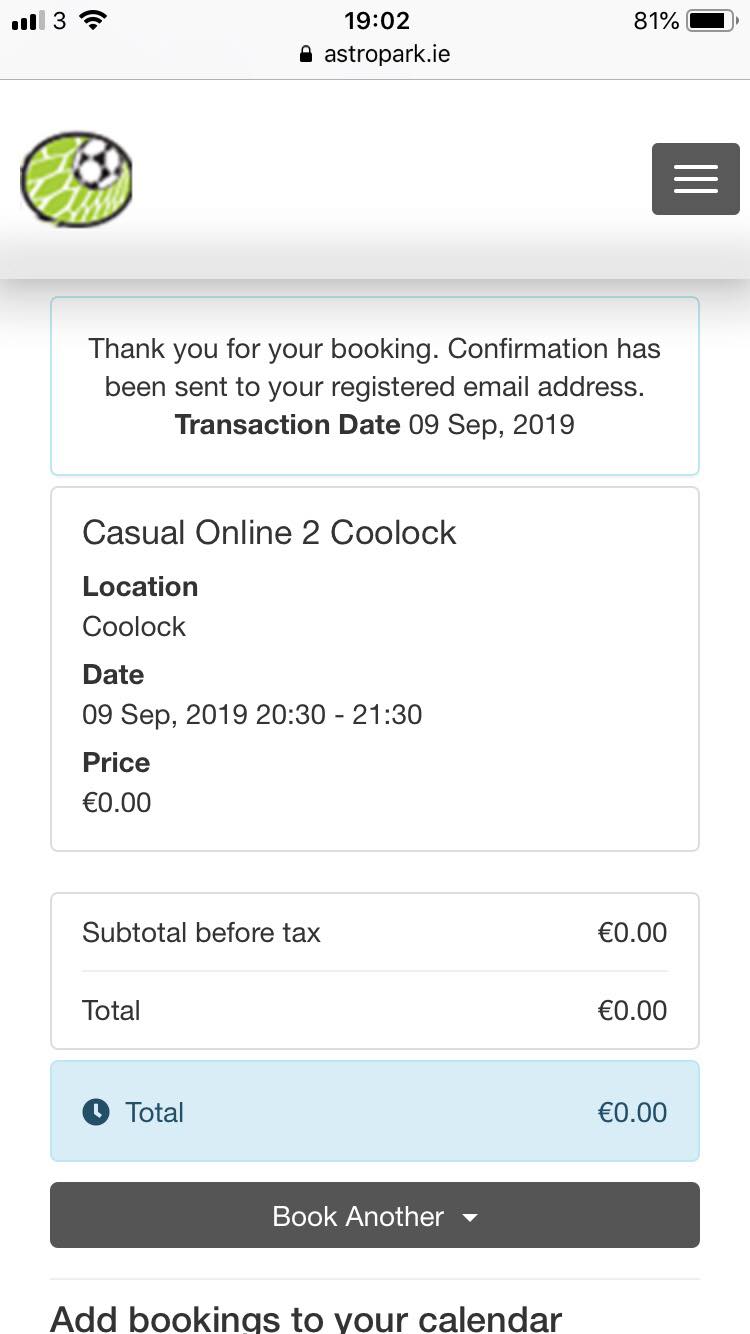 3 19:02 81%
astropark.ie
Thank you for your booking. Confirmation has
been sent to your registered email address.
Transaction Date 09 Sep, 2019
Casual Online 2 Coolock
Location
Coolock
Date
09 Sep, 2019 20:30 - 21:30
Price
€0.00
Subtotal before tax €0.00
Total €0.00
Total €0.00
Book Another
Add bookings to your calendar